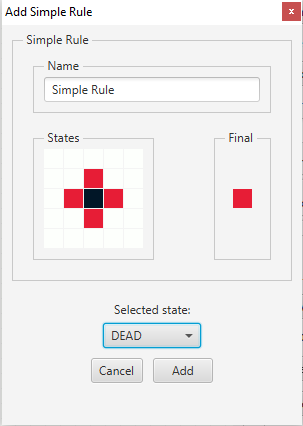 Add Simple Rule
x
Simple Rule
Name
Simple Rule
States
Final
Selected state:
DEAD
Cancel
Add